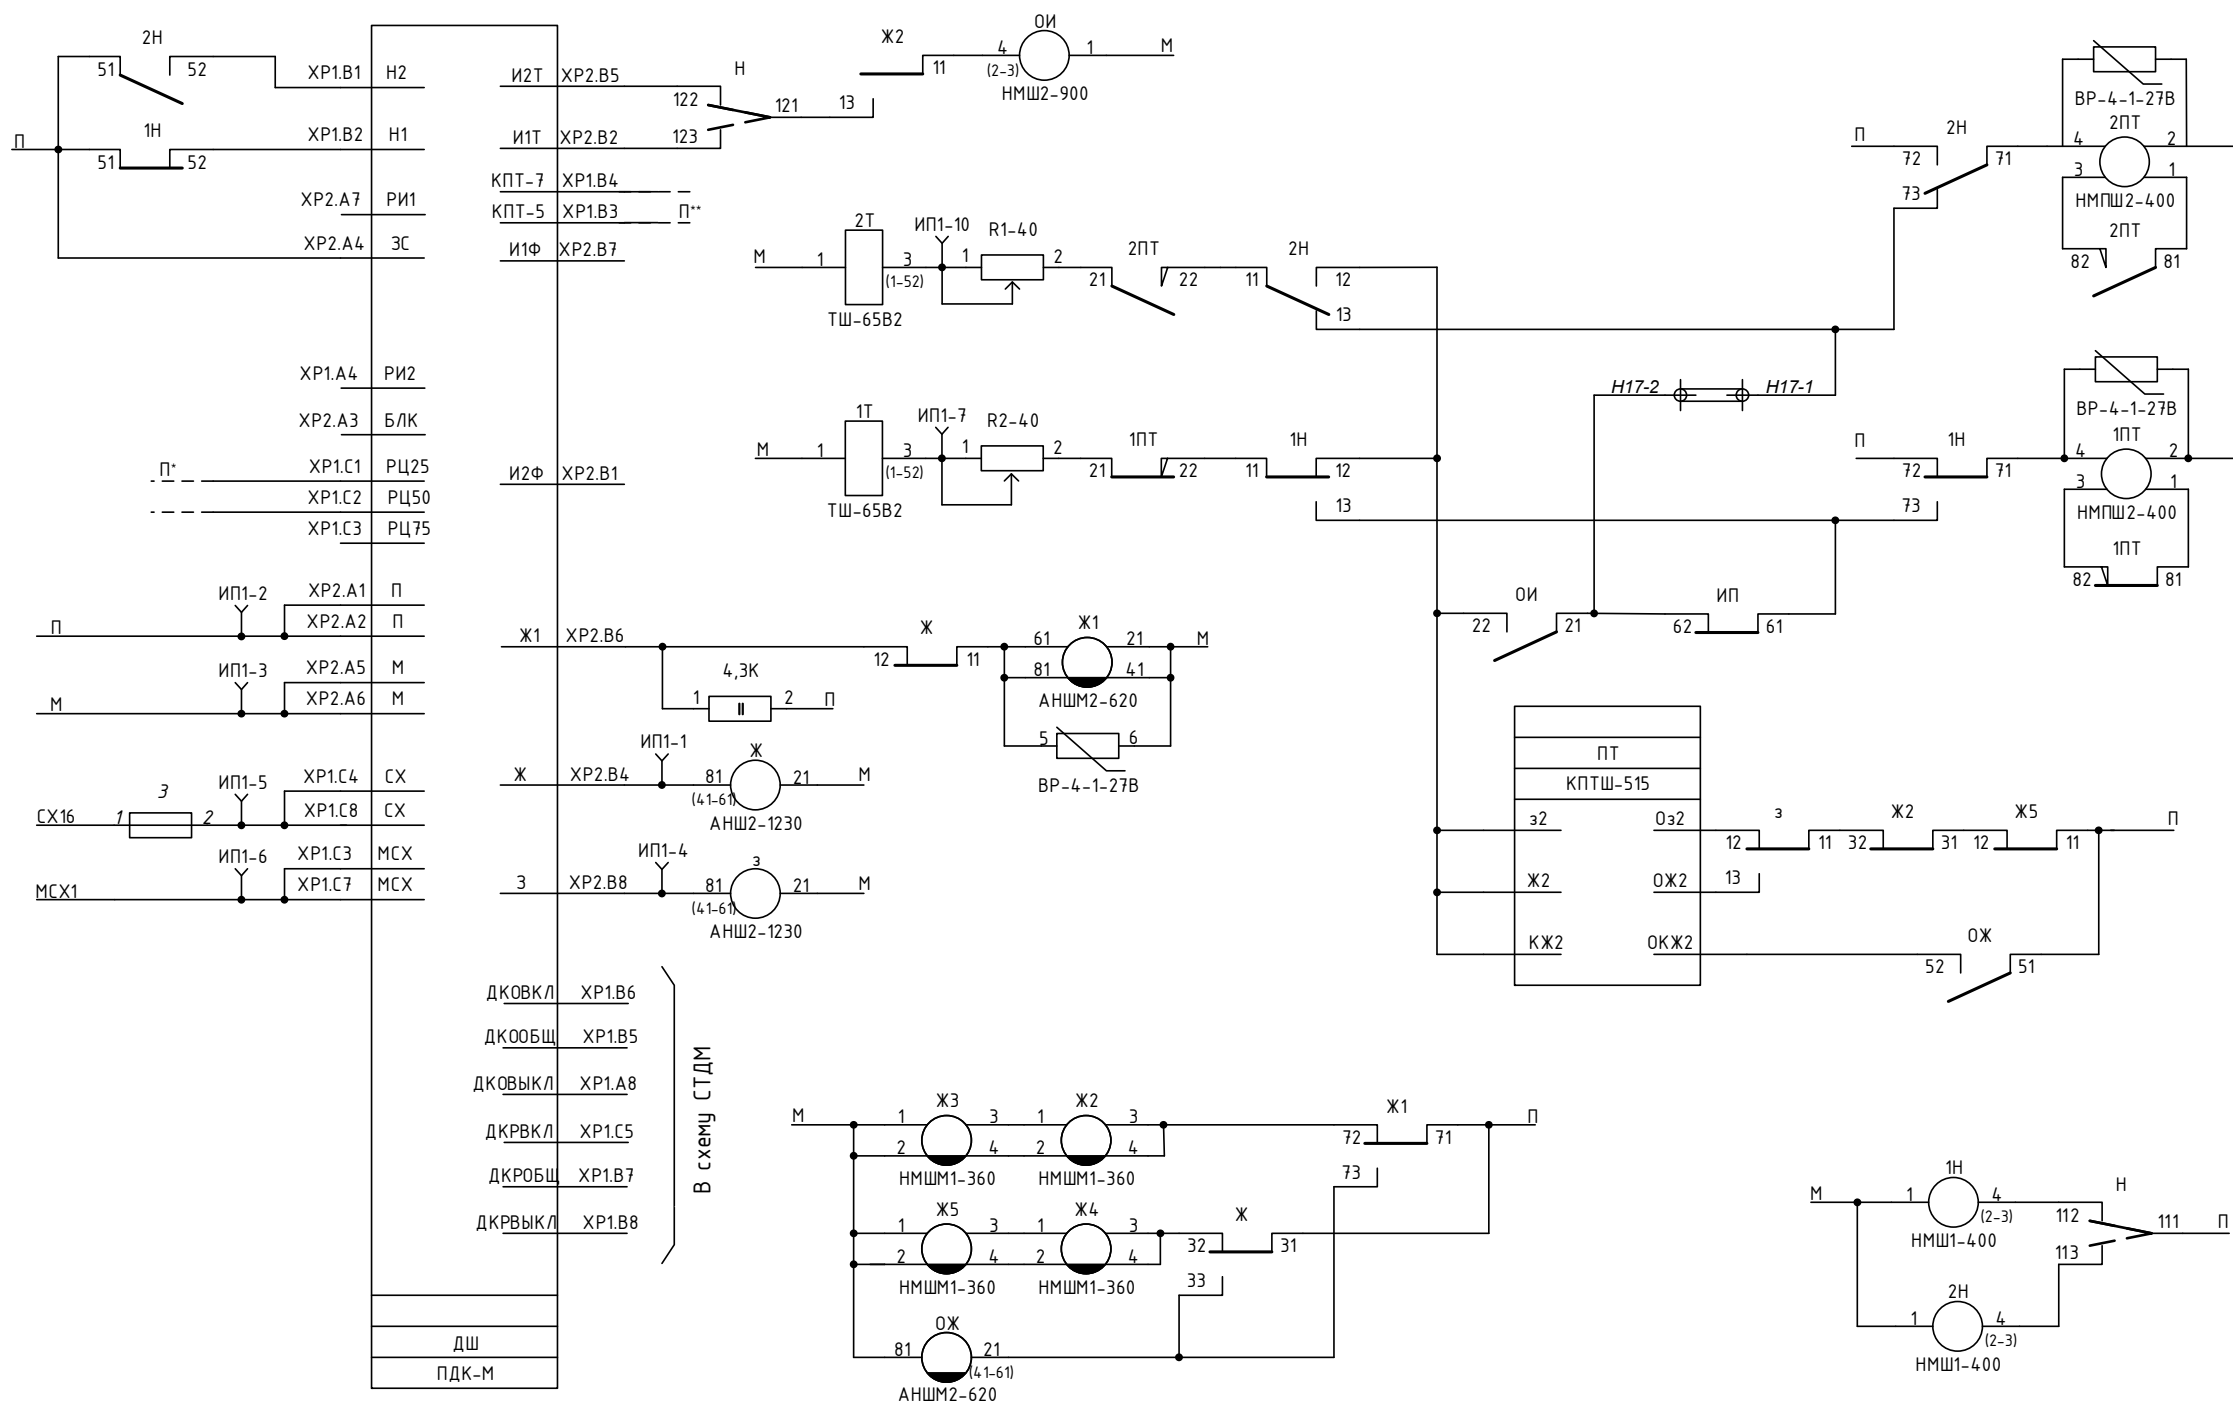 2Н
51 52
П
1Н
51 52
ХР1.В1 Н2
ХР1.В2 Н1
ХР2.А7 РИ1
ХР2.А4 ЗС
ХР1.А4 РИ2
ХР2.А3 БЛК
П* ХР1.С1 РЦ25
ХР1.С2 РЦ50
ХР1.С3 РЦ75
ИП1-2
ХР2.А1 П
П ХР2.А2 П
ИП1-3
ХР2.А5 М
М ХР2.А6 М
ИП1-5
ХР1.С4 СХ
3
СХ16 1 2 ХР1.С8 СХ
ИП1-6
ХР1.С3 МСХ
МСХ1 ХР1.С7 МСХ
И2Т ХР2.В5
И1Т ХР2.В2
КПТ-7 ХР1.В4
КПТ-5 ХР1.В3 П**
И1Ф ХР2.В7
И2Ф ХР2.В1
Ж1 ХР2.В6
Ж ХР2.В4
З ХР2.В8
ДКОВКЛ ХР1.В6
ДКООБЩ ХР1.В5
ДКОВЫКЛ ХР1.А8
ДКРВКЛ ХР1.С5
ДКРОБЩ ХР1.В7
ДКРВЫКЛ ХР1.В8
В схему СТДМ
ДШ
ПДК-М
Н
122 121
123
13
Ж2
11
ОИ
4 1 М
(2-3)
НМШ2-900
М 1
2Т
3
(1-52)
ТШ-65В2
ИП1-10
R1-40
1 2
2ПТ
21 22
2Н
11 12
13
М 1
1Т
3
(1-52)
ТШ-65В2
ИП1-7
R2-40
1 2
1ПТ
21 22
1Н
11 12
13
Н17-2 Н17-1
П
2Н
72 71
73
ВР-4-1-27В
2ПТ
4 2
3 1
НМПШ2-400
2ПТ
82 81
П
1Н
72 71
73
ВР-4-1-27В
1ПТ
4 2
3 1
НМПШ2-400
1ПТ
82 81
ОИ
22 21
ИП
62 61
4,3К
1 2 П
Ж
12 11
Ж1
61 21 М
81 41
АНШМ2-620
5 6
ВР-4-1-27В
ИП1-1
Ж
81 21 М
(41-61)
АНШ2-1230
ИП1-4
з
81 21 М
(41-61)
АНШ2-1230
ПТ
КПТШ-515
з2 Оз2
Ж2 ОЖ2
КЖ2 ОКЖ2
з
12 11
13
Ж2
32 31
Ж5
12 11
П
ОЖ
52 51
М
Ж3
1 3
2 4
НМШМ1-360
Ж2
1 3
2 4
НМШМ1-360
Ж1
72 71
73
П
Ж5
1 3
2 4
НМШМ1-360
Ж4
1 3
2 4
НМШМ1-360
Ж
32 31
33
ОЖ
81 21
(41-61)
АНШМ2-620
М
1Н
1 4
(2-3)
НМШ1-400
Н
112 111 П
113
2Н
1 4
(2-3)
НМШ1-400